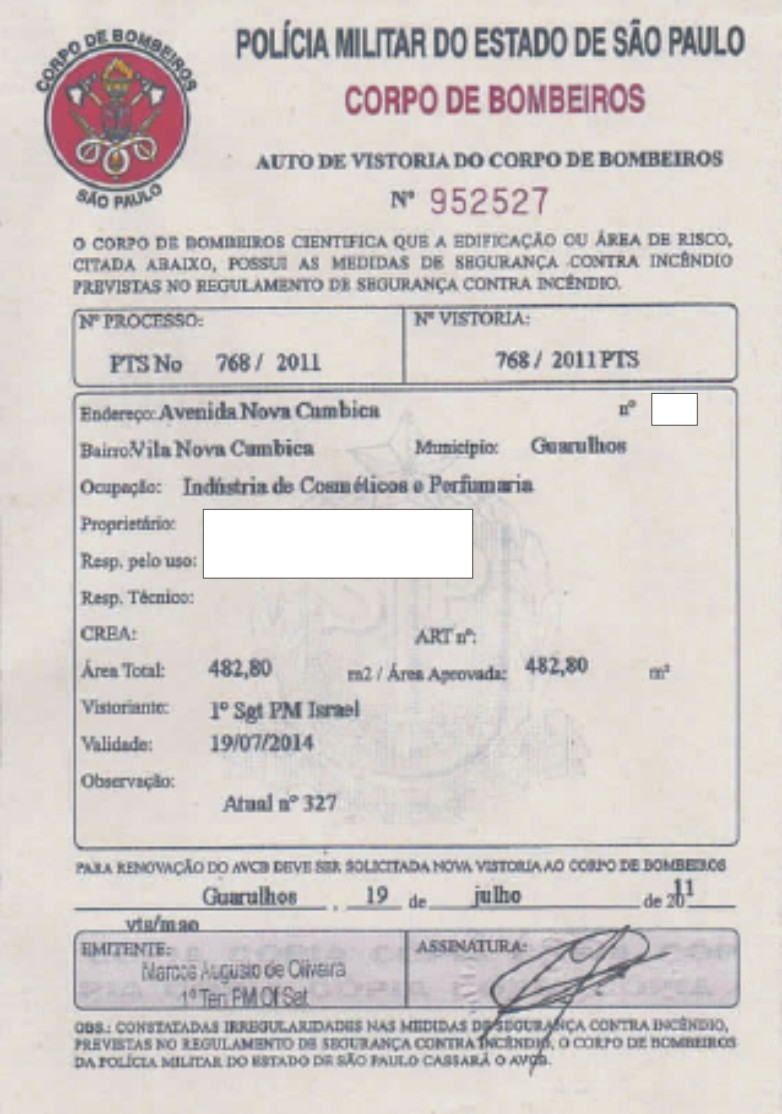 CORPO DE BOMBEIROS
SÃO PAULO
POLÍCIA MILITAR DO ESTADO DE SÃO PAULO
CORPO DE BOMBEIROS
AUTO DE VISTORIA DO CORPO DE BOMBEIROS
Nº 952527
O CORPO DE BOMBEIROS CIENTIFICA QUE A EDIFICAÇÃO OU ÁREA DE RISCO,
CITADA ABAIXO, POSSUI AS MEDIDAS DE SEGURANÇA CONTRA INCÊNDIO
PREVISTAS NO REGULAMENTO DE SEGURANÇA CONTRA INCÊNDIO.
Nº PROCESSO: Nº VISTORIA:
PTS No 768 / 2011 768 / 2011PTS
Endereço: Avenida Nova Cumbica nº
Bairro: Vila Nova Cumbica Município: Guarulhos
Ocupação: Indústria de Cosméticos e Perfumaria
Proprietário:
Resp. pelo uso:
Resp. Técnico:
CREA: ART nº:
Área Total: 482,80 m2 / Área Aprovada: 482,80 m²
Vistoriante: 1º Sgt PM Israel
Validade: 19/07/2014
Observação:
Atual nº 327
PARA RENOVAÇÃO DO AVCB DEVE SER SOLICITADA NOVA VISTORIA AO CORPO DE BOMBEIROS
Guarulhos , 19 de julho de 2011
vts/mao
EMITENTE: ASSINATURA:
Marcos Augusto de Oliveira
1º Ten PM Of Sat
OBS.: CONSTATADAS IRREGULARIDADES NAS MEDIDAS DE SEGURANÇA CONTRA INCÊNDIO,
PREVISTAS NO REGULAMENTO DE SEGURANÇA CONTRA INCÊNDIO, O CORPO DE BOMBEIROS
DA POLÍCIA MILITAR DO ESTADO DE SÃO PAULO CASSARÁ O AVCB.